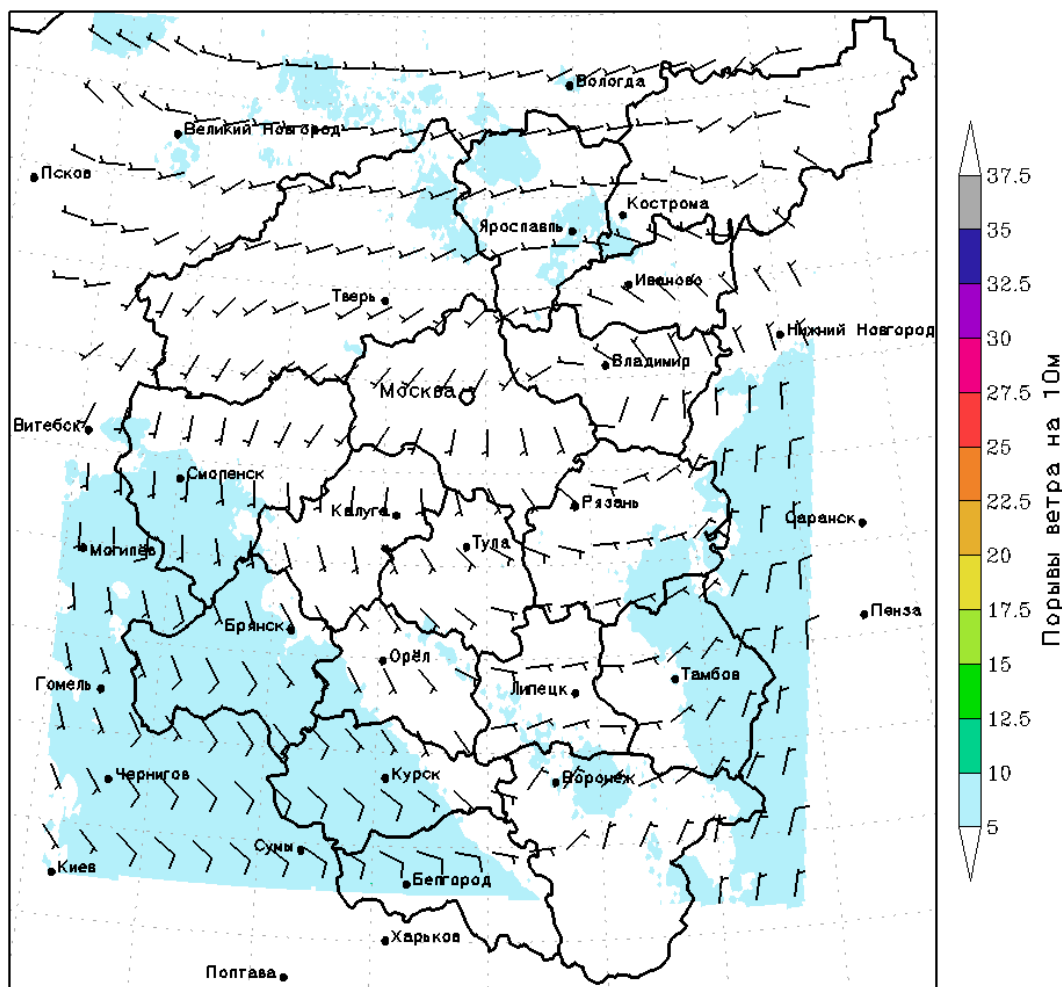 Вологда
Великий Новгород
Псков
Кострома
Ярославль
Иваново
Тверь
Нижний Новгород
Владимир
Москва
Витебск
Смоленск
Рязань
Калуга
Саранск
Могилёв
Тула
Пенза
Брянск
Орёл
Гомель
Липецк
Тамбов
Чернигов
Курск
Воронеж
Сумы
Киев
Белгород
Харьков
Полтава
37.5
35
32.5
30
27.5
25
22.5
20
17.5
15
12.5
10
5
Порывы ветра на 10м